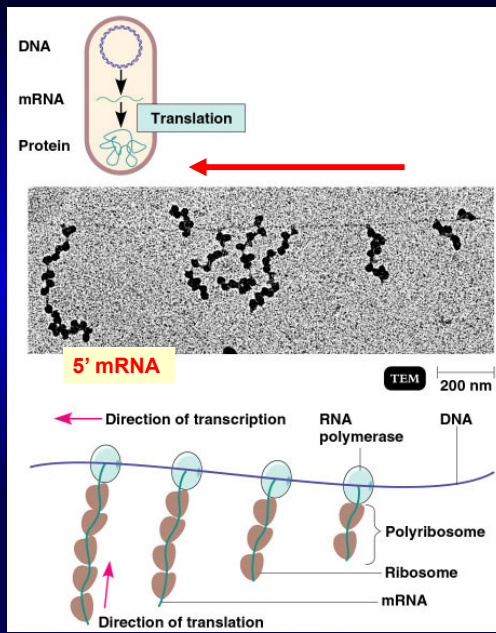 DNA
mRNA
Translation
Protein
5' mRNA
TEM
200 nm
Direction of transcription
RNA
polymerase
DNA
Polyribosome
Ribosome
mRNA
Direction of translation